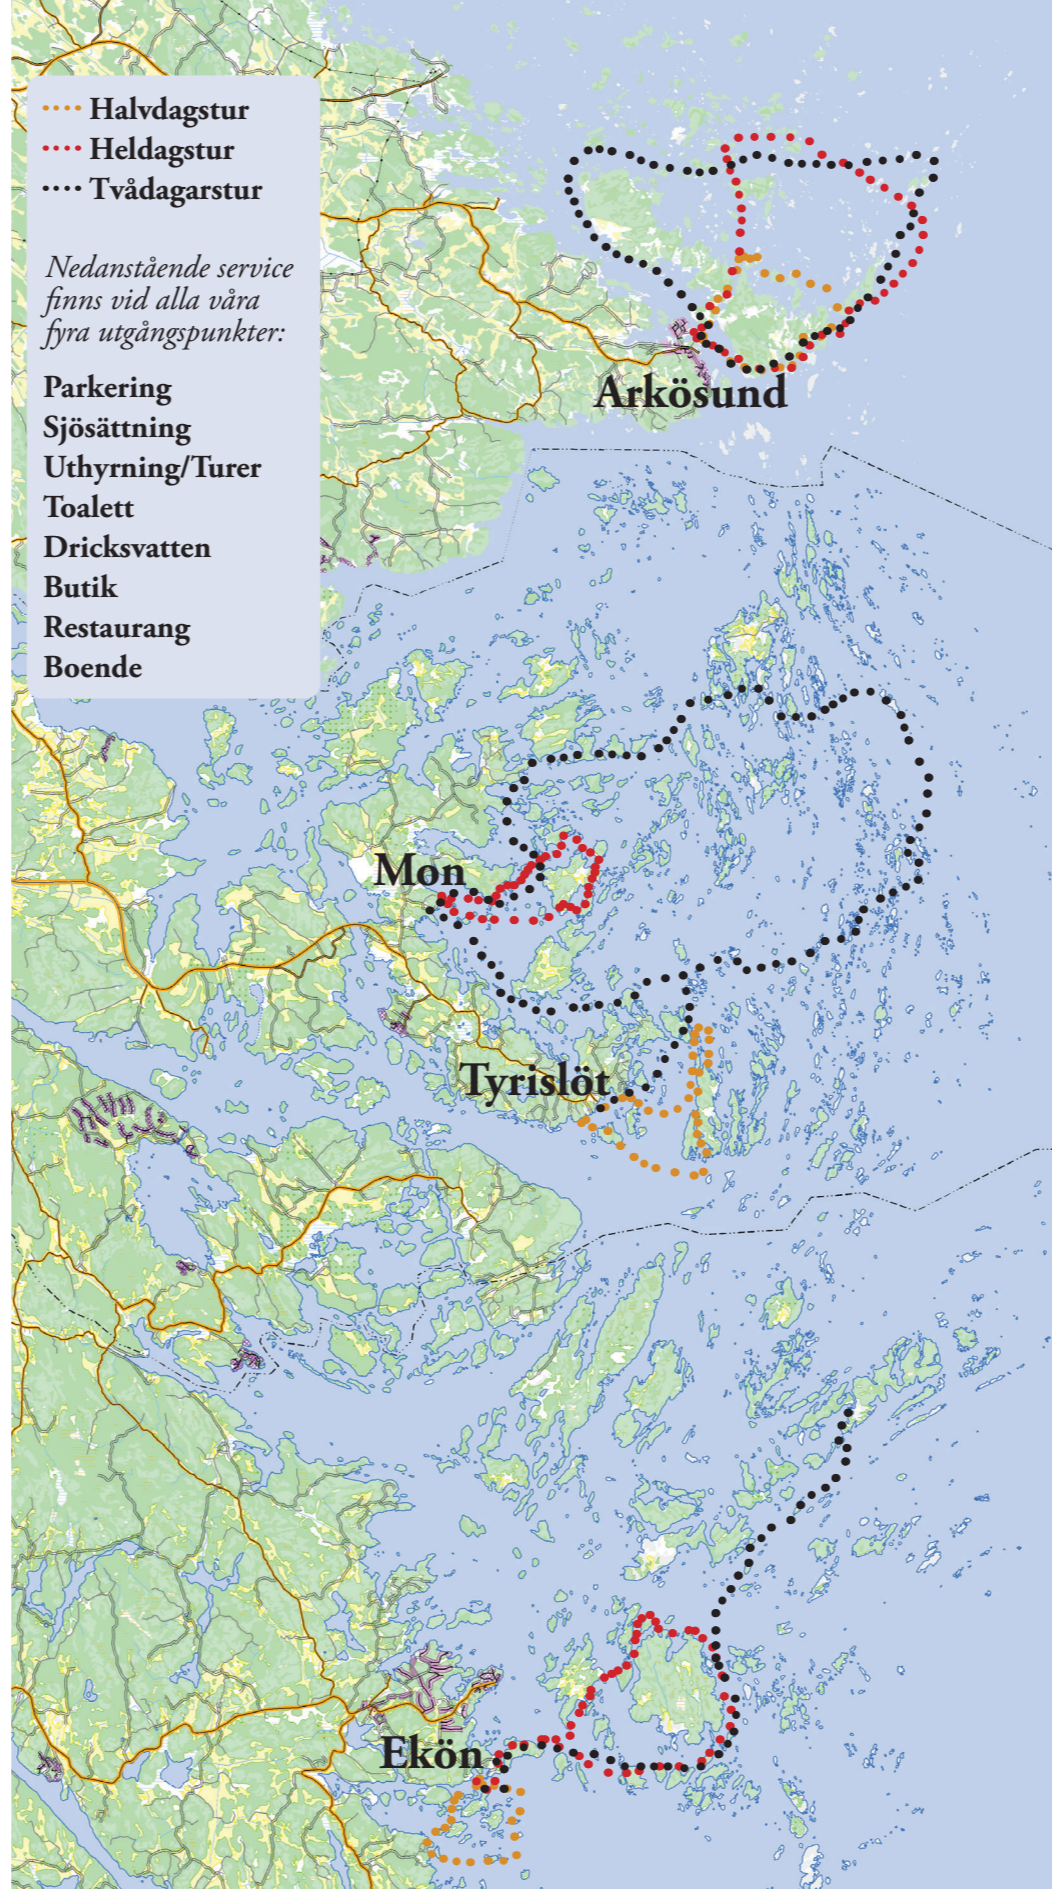 Halvdagstur
Heldagstur
Tvådagarstur
Nedanstående service
finns vid alla våra
fyra utgångspunkter:
Parkering
Sjösättning
Uthyrning/Turer
Toalett
Dricksvatten
Butik
Restaurang
Boende
Arkösund
Mon
Tyrislöt
Ekön